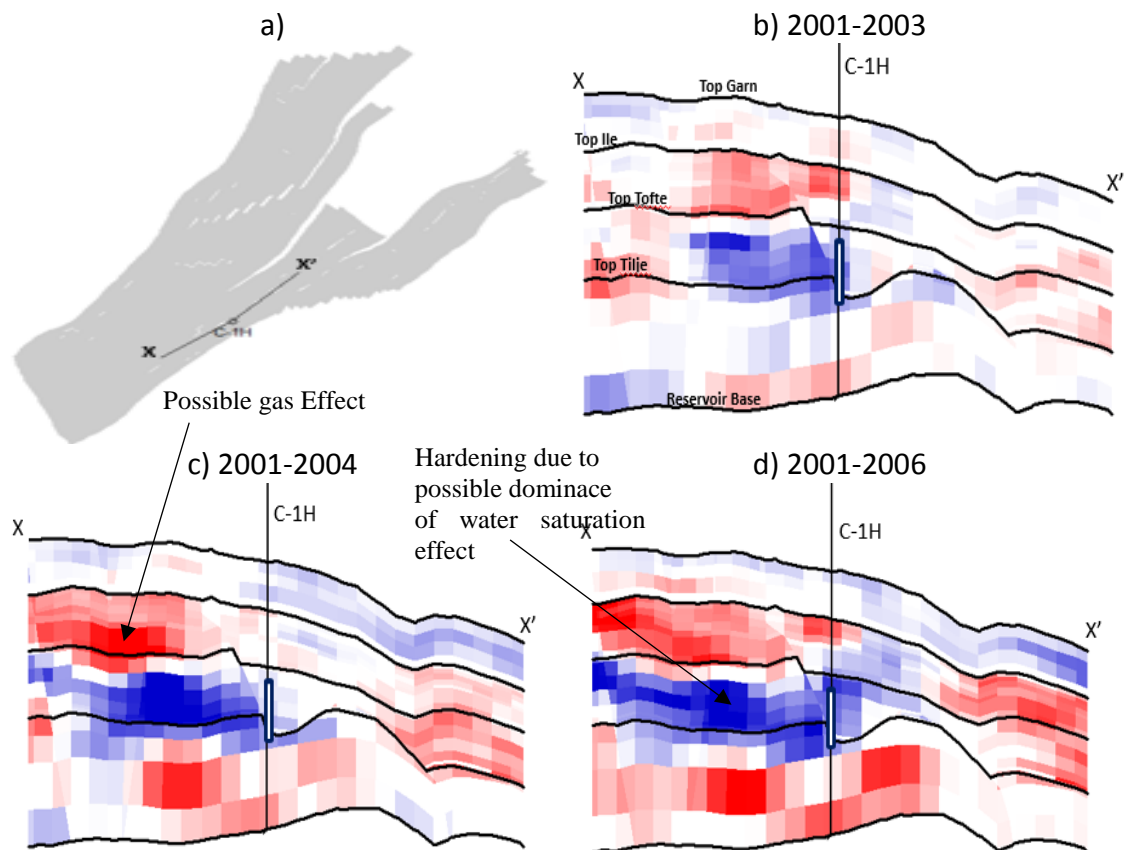 a)
X'
C-1H
X
b) 2001-2003
C-1H
X
Top Garn
Top Ile
X'
Top Tofte
Top Tilje
Reservoir Base
Possible gas Effect
c) 2001-2004
C-1H
X
X'
Hardening due to
possible dominace
of water saturation
effect
d) 2001-2006
C-1H
X
X'